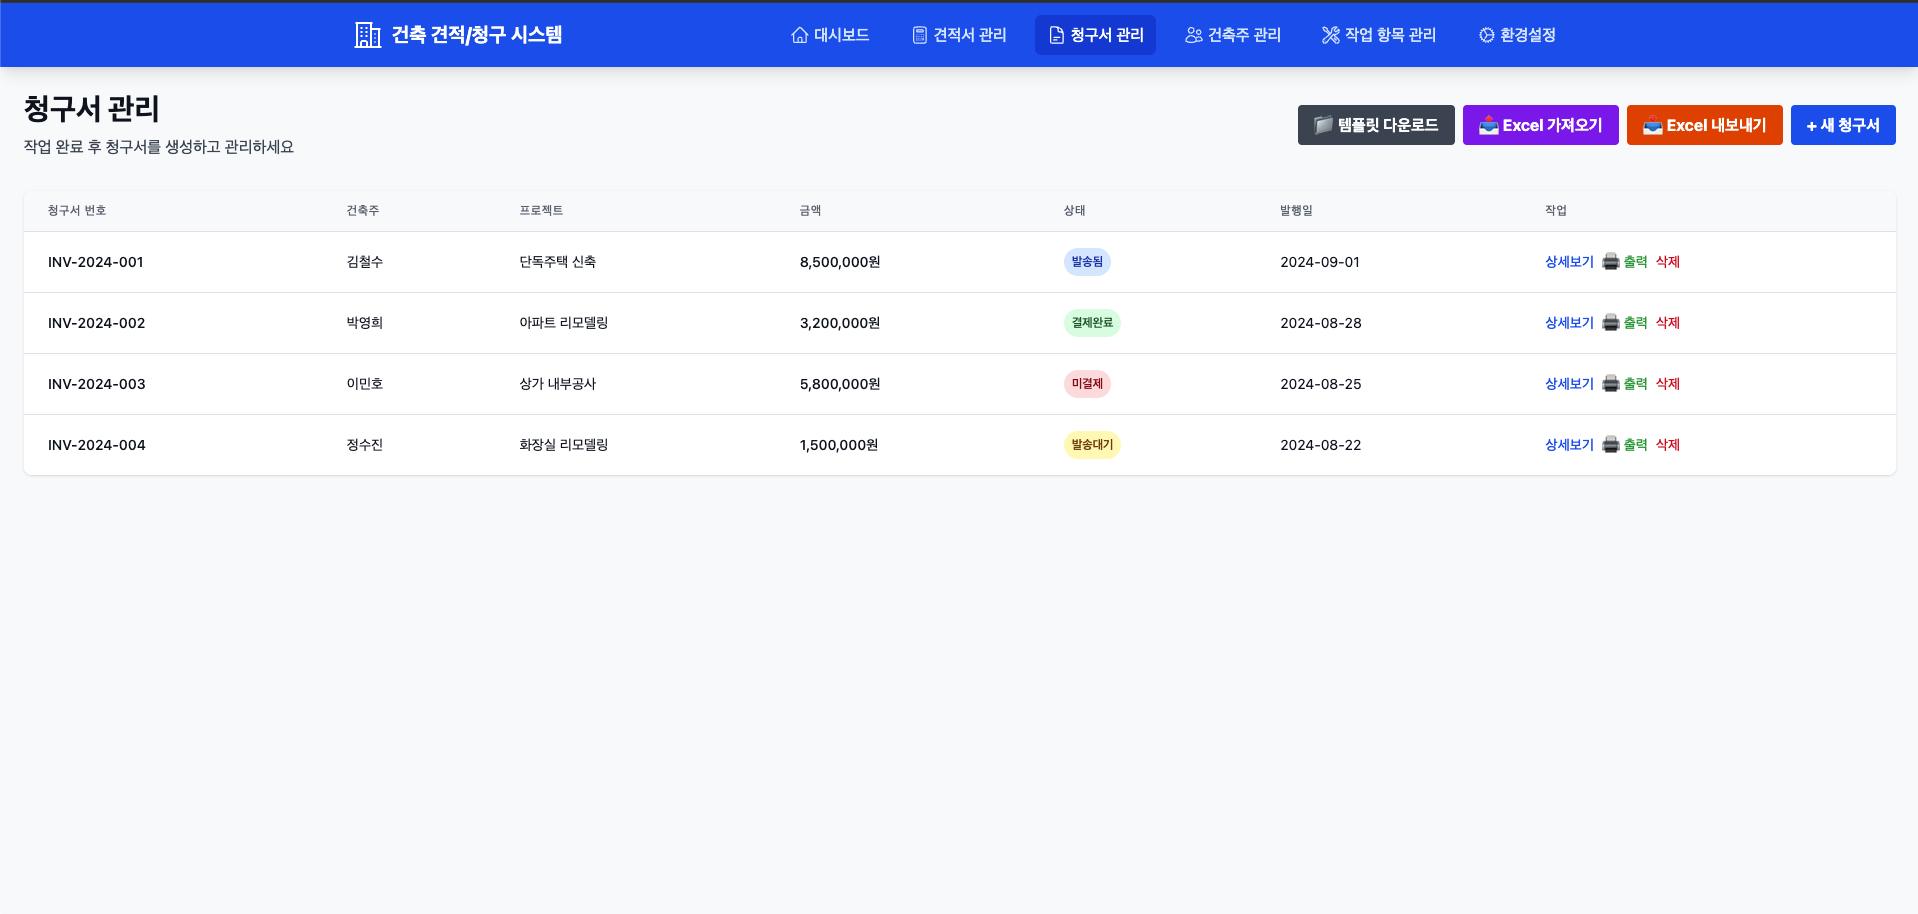 건축 견적/청구 시스템 대시보드 견적서 관리 청구서 관리 건축주 관리 작업 항목 관리 환경설정
청구서 관리
작업 완료 후 청구서를 생성하고 관리하세요
템플릿 다운로드 Excel 가져오기 Excel 내보내기 + 새 청구서
청구서 번호 건축주 프로젝트 금액 상태 발행일 작업
INV-2024-001 김철수 단독주택 신축 8,500,000원 발송됨 2024-09-01 상세보기 출력 삭제
INV-2024-002 박영희 아파트 리모델링 3,200,000원 결제완료 2024-08-28 상세보기 출력 삭제
INV-2024-003 이민호 상가 내부공사 5,800,000원 미결제 2024-08-25 상세보기 출력 삭제
INV-2024-004 정수진 화장실 리모델링 1,500,000원 발송대기 2024-08-22 상세보기 출력 삭제